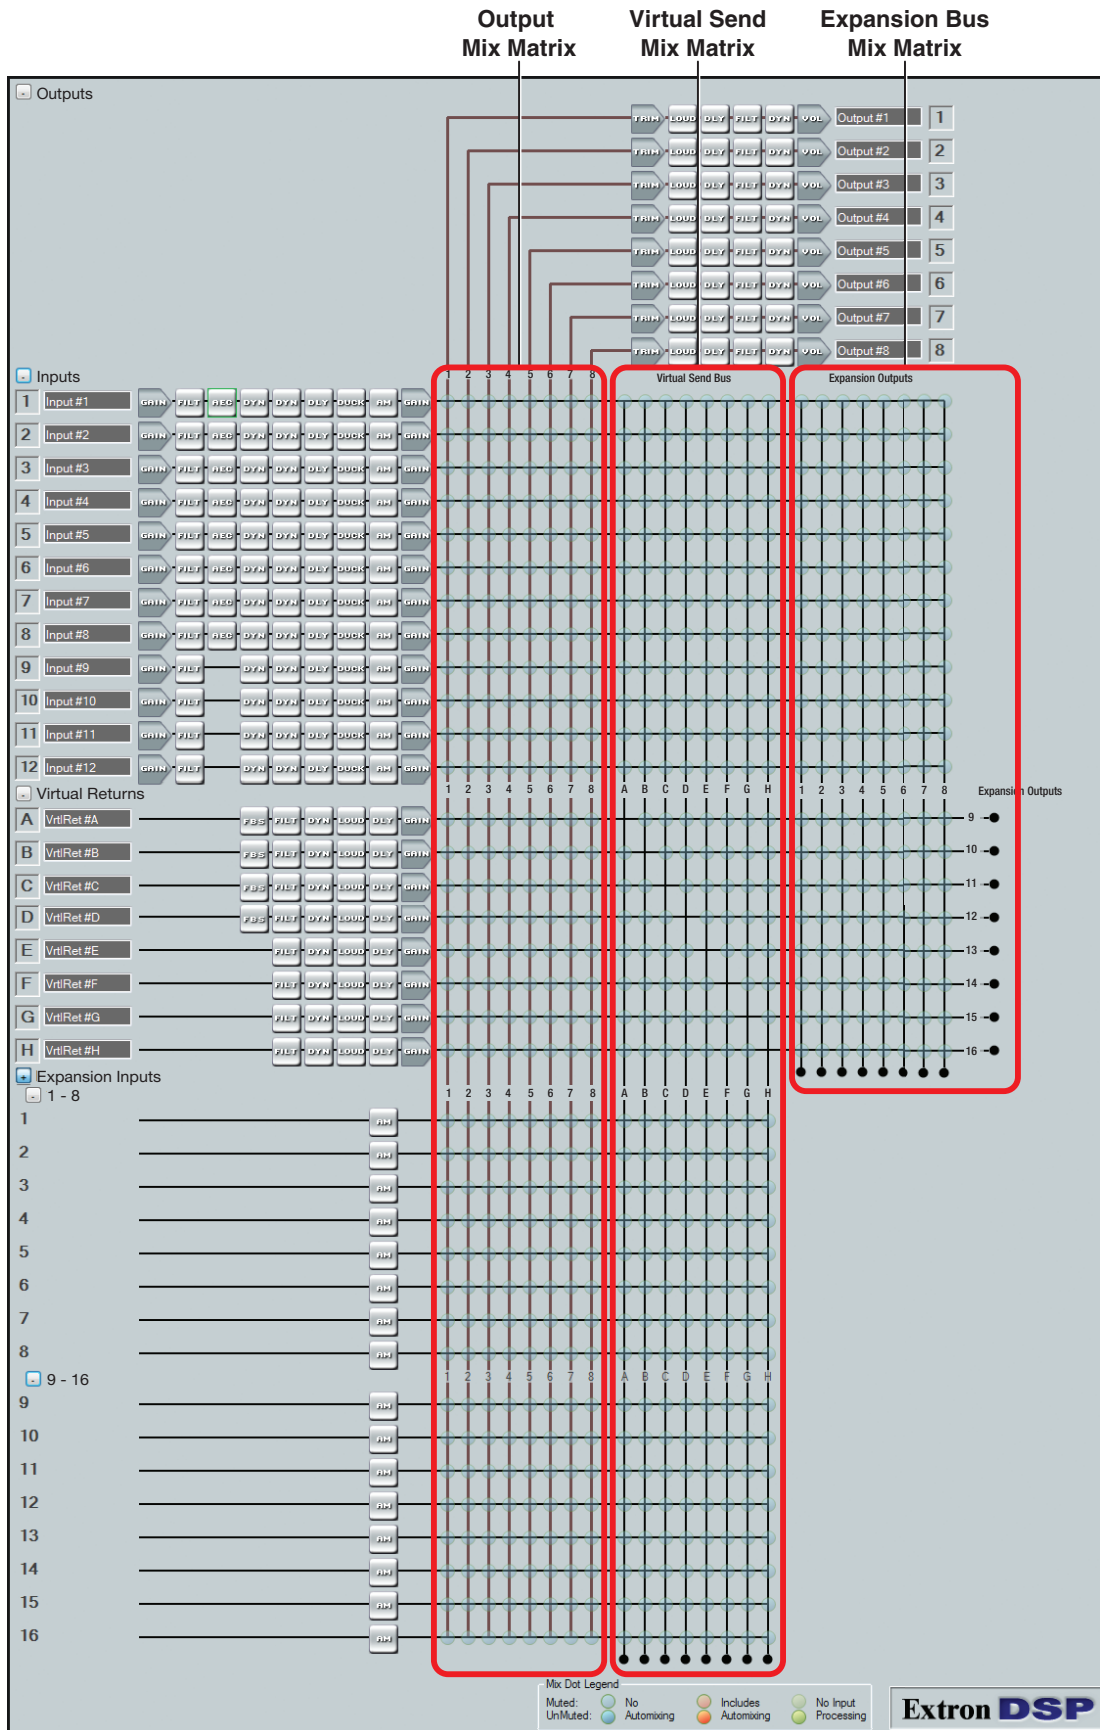 Output Virtual Send Expansion Bus
Mix Matrix Mix Matrix Mix Matrix
- Outputs
TRIM LOUD DLY FILT DYN VOL Output #1 1
TRIM LOUD DLY FILT DYN VOL Output #2 2
TRIM LOUD DLY FILT DYN VOL Output #3 3
TRIM LOUD DLY FILT DYN VOL Output #4 4
TRIM LOUD DLY FILT DYN VOL Output #5 5
TRIM LOUD DLY FILT DYN VOL Output #6 6
TRIM LOUD DLY FILT DYN VOL Output #7 7
TRIM LOUD DLY FILT DYN VOL Output #8 8
- Inputs 1 2 3 4 5 6 7 8 Virtual Send Bus Expansion Outputs
1 Input #1 GAIN FILT AEC DYN DYN DLY DUCK AM GAIN
2 Input #2 GAIN FILT AEC DYN DYN DLY DUCK AM GAIN
3 Input #3 GAIN FILT AEC DYN DYN DLY DUCK AM GAIN
4 Input #4 GAIN FILT AEC DYN DYN DLY DUCK AM GAIN
5 Input #5 GAIN FILT AEC DYN DYN DLY DUCK AM GAIN
6 Input #6 GAIN FILT AEC DYN DYN DLY DUCK AM GAIN
7 Input #7 GAIN FILT AEC DYN DYN DLY DUCK AM GAIN
8 Input #8 GAIN FILT AEC DYN DYN DLY DUCK AM GAIN
9 Input #9 GAIN FILT DYN DYN DLY DUCK AM GAIN
10 Input #10 GAIN FILT DYN DYN DLY DUCK AM GAIN
11 Input #11 GAIN FILT DYN DYN DLY DUCK AM GAIN
12 Input #12 GAIN FILT DYN DYN DLY DUCK AM GAIN
- Virtual Returns 1 2 3 4 5 6 7 8 A B C D E F G H 1 2 3 4 5 6 7 8 Expansion Outputs
A VrtlRet #A FBS FILT DYN LOUD DLY GAIN 9
B VrtlRet #B FBS FILT DYN LOUD DLY GAIN 10
C VrtlRet #C FBS FILT DYN LOUD DLY GAIN 11
D VrtlRet #D FBS FILT DYN LOUD DLY GAIN 12
E VrtlRet #E FILT DYN LOUD DLY GAIN 13
F VrtlRet #F FILT DYN LOUD DLY GAIN 14
G VrtlRet #G FILT DYN LOUD DLY GAIN 15
H VrtlRet #H FILT DYN LOUD DLY GAIN 16
+ Expansion Inputs
- 1 - 8 1 2 3 4 5 6 7 8 A B C D E F G H
1 AM
2 AM
3 AM
4 AM
5 AM
6 AM
7 AM
8 AM
- 9 - 16 1 2 3 4 5 6 7 8 A B C D E F G H
9 AM
10 AM
11 AM
12 AM
13 AM
14 AM
15 AM
16 AM
Mix Dot Legend
Muted: No Includes No Input
UnMuted: Automixing Automixing Processing
Extron DSP